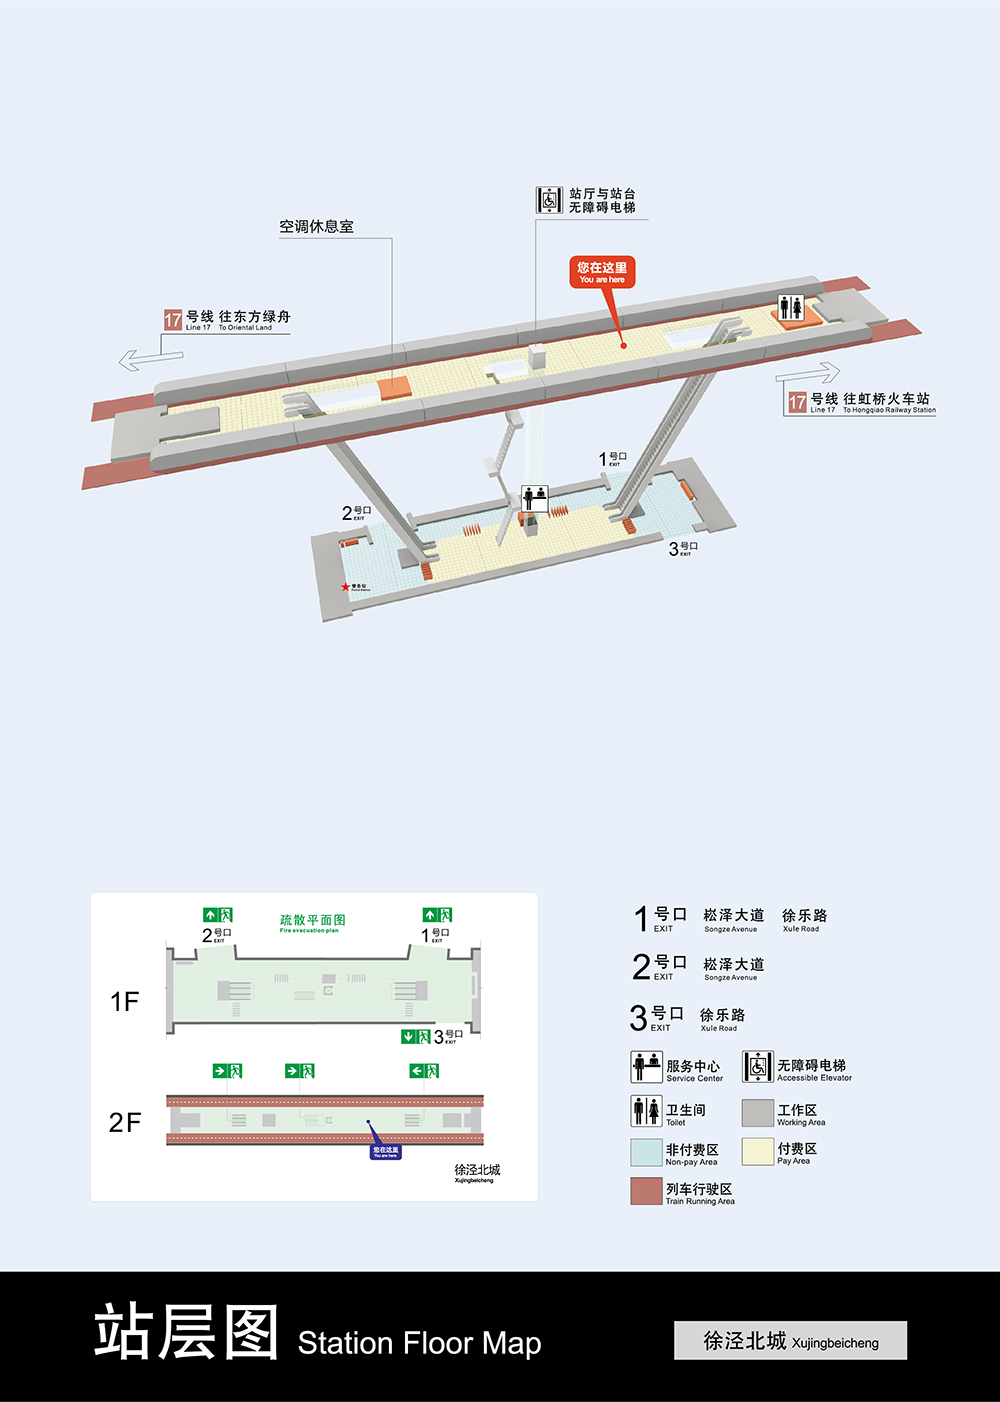 站厅与站台
无障碍电梯
空调休息室
您在这里
You are here
17 号线 往东方绿舟
Line 17 To Oriental Land
17 号线 往虹桥火车站
Line 17 To Hongqiao Railway Station
1号口
EXIT
2号口
EXIT
3号口
EXIT
警务站
Police Station
疏散平面图
Fire evacuation plan
2号口
EXIT
1号口
EXIT
1F
3号口
EXIT
2F
您在这里
You are here
徐泾北城
Xujingbeicheng
1号口 崧泽大道 徐乐路
EXIT Songze Avenue Xule Road
2号口 崧泽大道
EXIT Songze Avenue
3号口 徐乐路
EXIT Xule Road
服务中心
Service Center
无障碍电梯
Accessible Elevator
卫生间
Toilet
工作区
Working Area
非付费区
Non-pay Area
付费区
Pay Area
列车行驶区
Train Running Area
站层图 Station Floor Map
徐泾北城 Xujingbeicheng